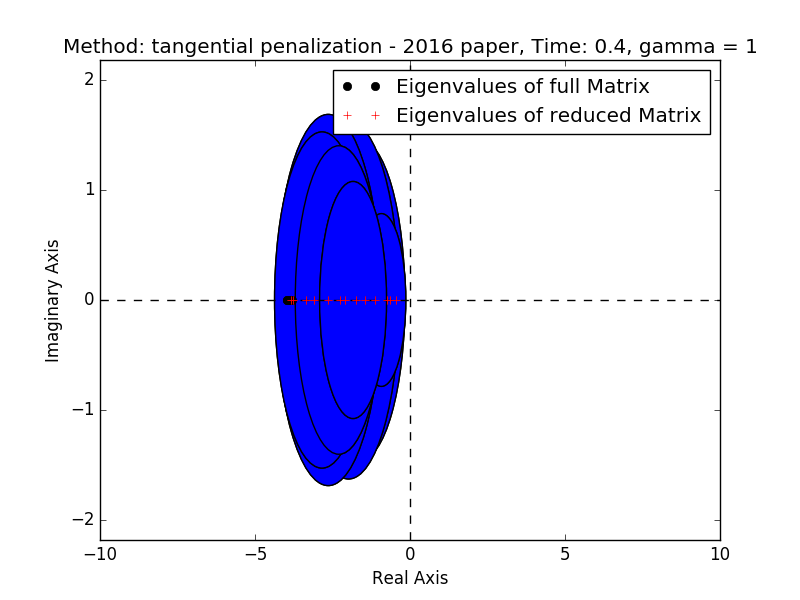 Method: tangential penalization - 2016 paper, Time: 0.4, gamma = 1
Eigenvalues of full Matrix
Eigenvalues of reduced Matrix
2
1
0
−1
−2
Imaginary Axis
−10
−5
0
5
10
Real Axis